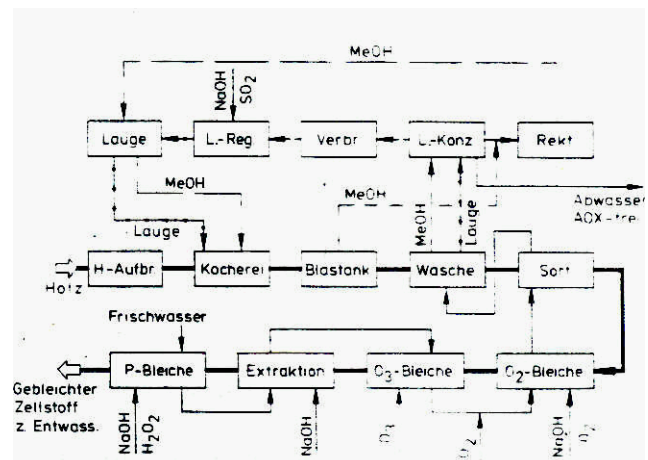 MeOH
NaOH
SO2
Lauge
L.-Reg
Verbr
L.-Konz
Rekt
MeOH
MeOH
MeOH
Lauge
Abwasser
AOX-frei
Lauge
H-Aufbr
Kocherei
Blastank
Wasche
Sort
Holz
Frischwasser
P-Bleiche
Extraktion
O3-Bleiche
O2-Bleiche
Gebleichter
Zellstoff
z. Entwass.
NaOH
H2O2
NaOH
O3
O2
NaOH
O2